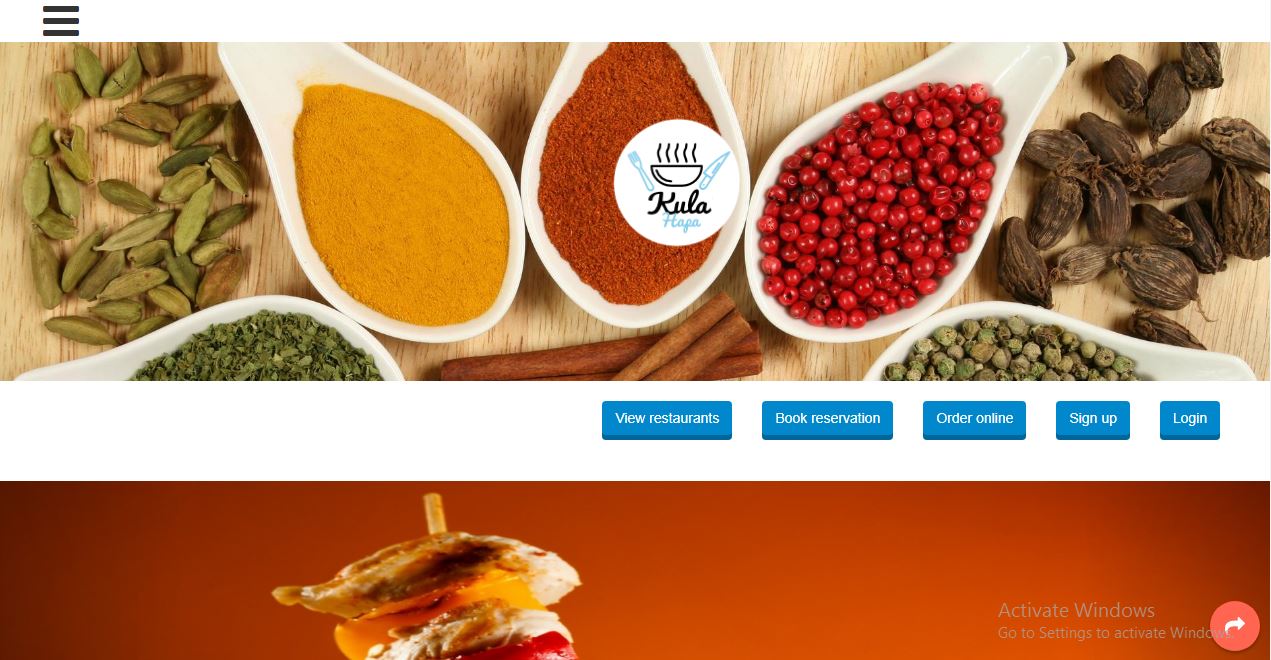 Kula
Hapa
View restaurants
Book reservation
Order online
Sign up
Login
Activate Windows
Go to Settings to activate Windows.